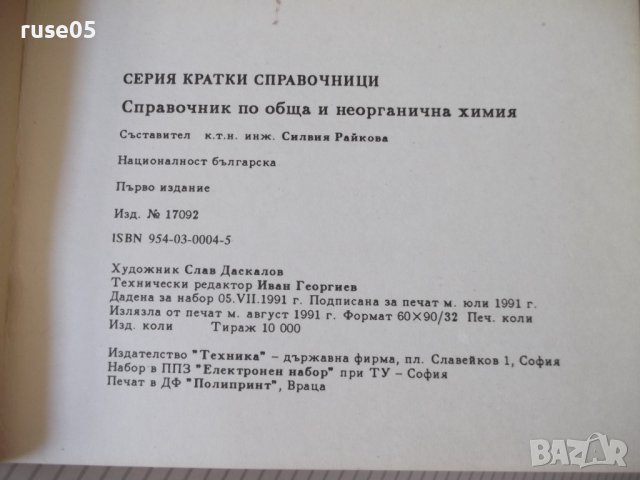 ruse05
СЕРИЯ КРАТКИ СПРАВОЧНИЦИ
Справочник по обща и неорганична химия
Съставител к.т.н. инж. Силвия Райкова
Националност българска
Първо издание
Изд. № 17092
ISBN 954-03-0004-5
Художник Слав Даскалов
Технически редактор Иван Георгиев
Дадена за набор 05.VII.1991 г. Подписана за печат м. юли 1991 г.
Излязла от печат м. август 1991 г. Формат 60×90/32 Печ. коли
Изд. коли Тираж 10 000
Издателство "Техника" – държавна фирма, пл. Славейков 1, София
Набор в ППЗ "Електронен набор" при ТУ – София
Печат в ДФ "Полипринт", Враца
BAZAR
bg